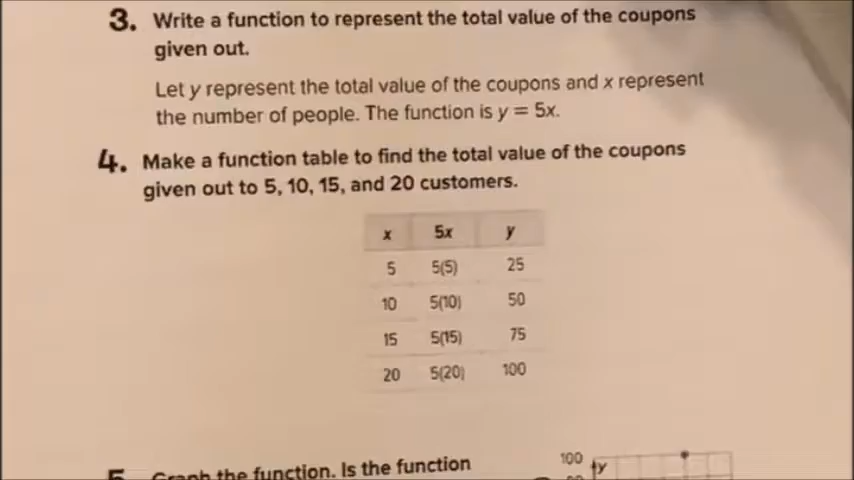 3. Write a function to represent the total value of the coupons
given out.
Let y represent the total value of the coupons and x represent
the number of people. The function is y = 5x.
4. Make a function table to find the total value of the coupons
given out to 5, 10, 15, and 20 customers.
x 5x y
5 5(5) 25
10 5(10) 50
15 5(15) 75
20 5(20) 100
5 Graph the function. Is the function
100 y